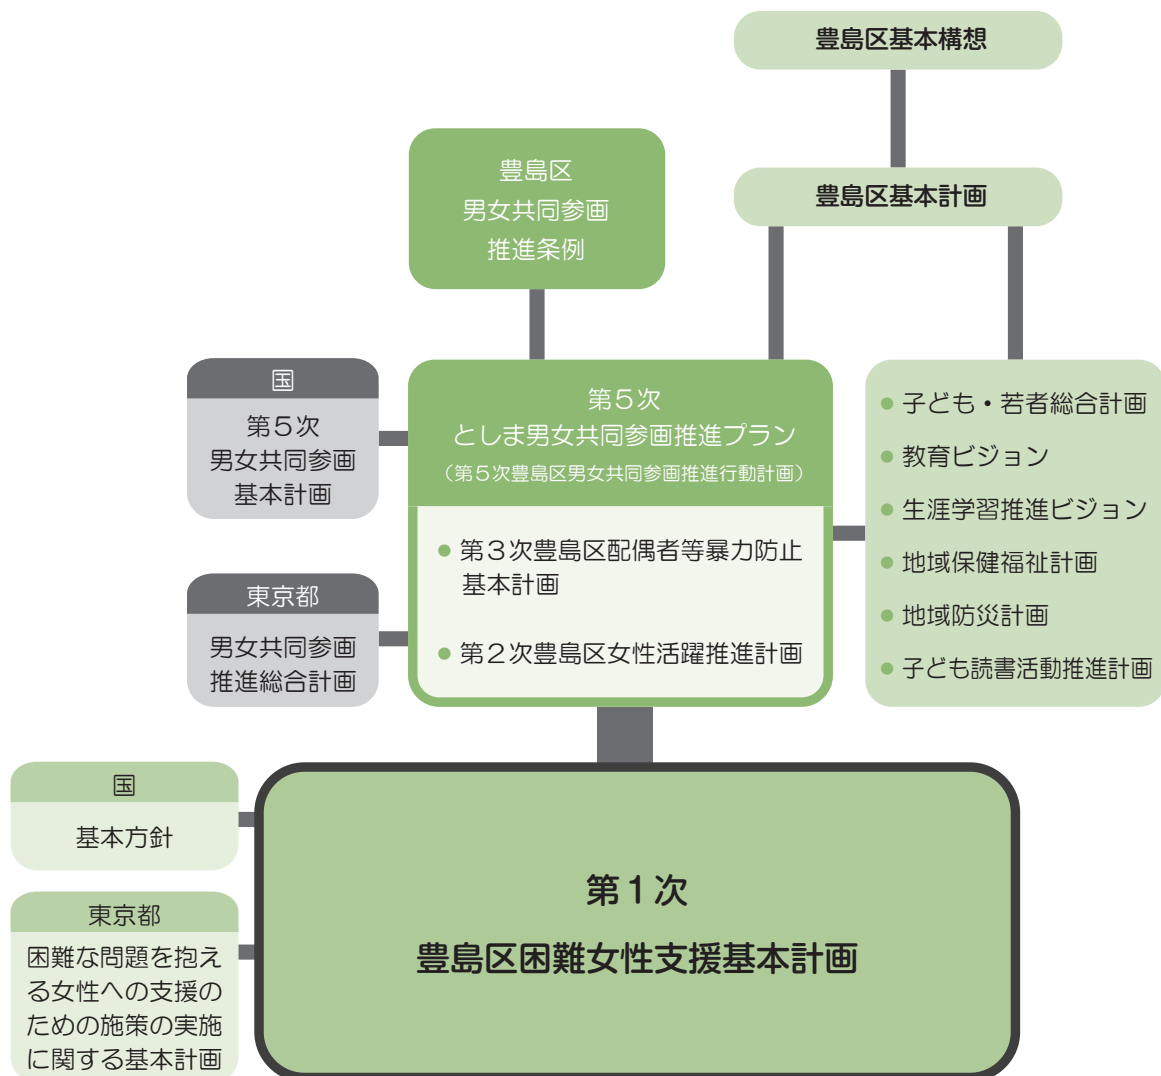 豊島区基本構想
豊島区基本計画
豊島区
男女共同参画
推進条例
国
第5次
男女共同参画
基本計画
東京都
男女共同参画
推進総合計画
第5次
としま男女共同参画推進プラン
(第5次豊島区男女共同参画推進行動計画)
● 第3次豊島区配偶者等暴力防止
基本計画
● 第2次豊島区女性活躍推進計画
● 子ども・若者総合計画
● 教育ビジョン
● 生涯学習推進ビジョン
● 地域保健福祉計画
● 地域防災計画
● 子ども読書活動推進計画
国
基本方針
東京都
困難な問題を抱え
る女性への支援の
ための施策の実施
に関する基本計画
第1次
豊島区困難女性支援基本計画